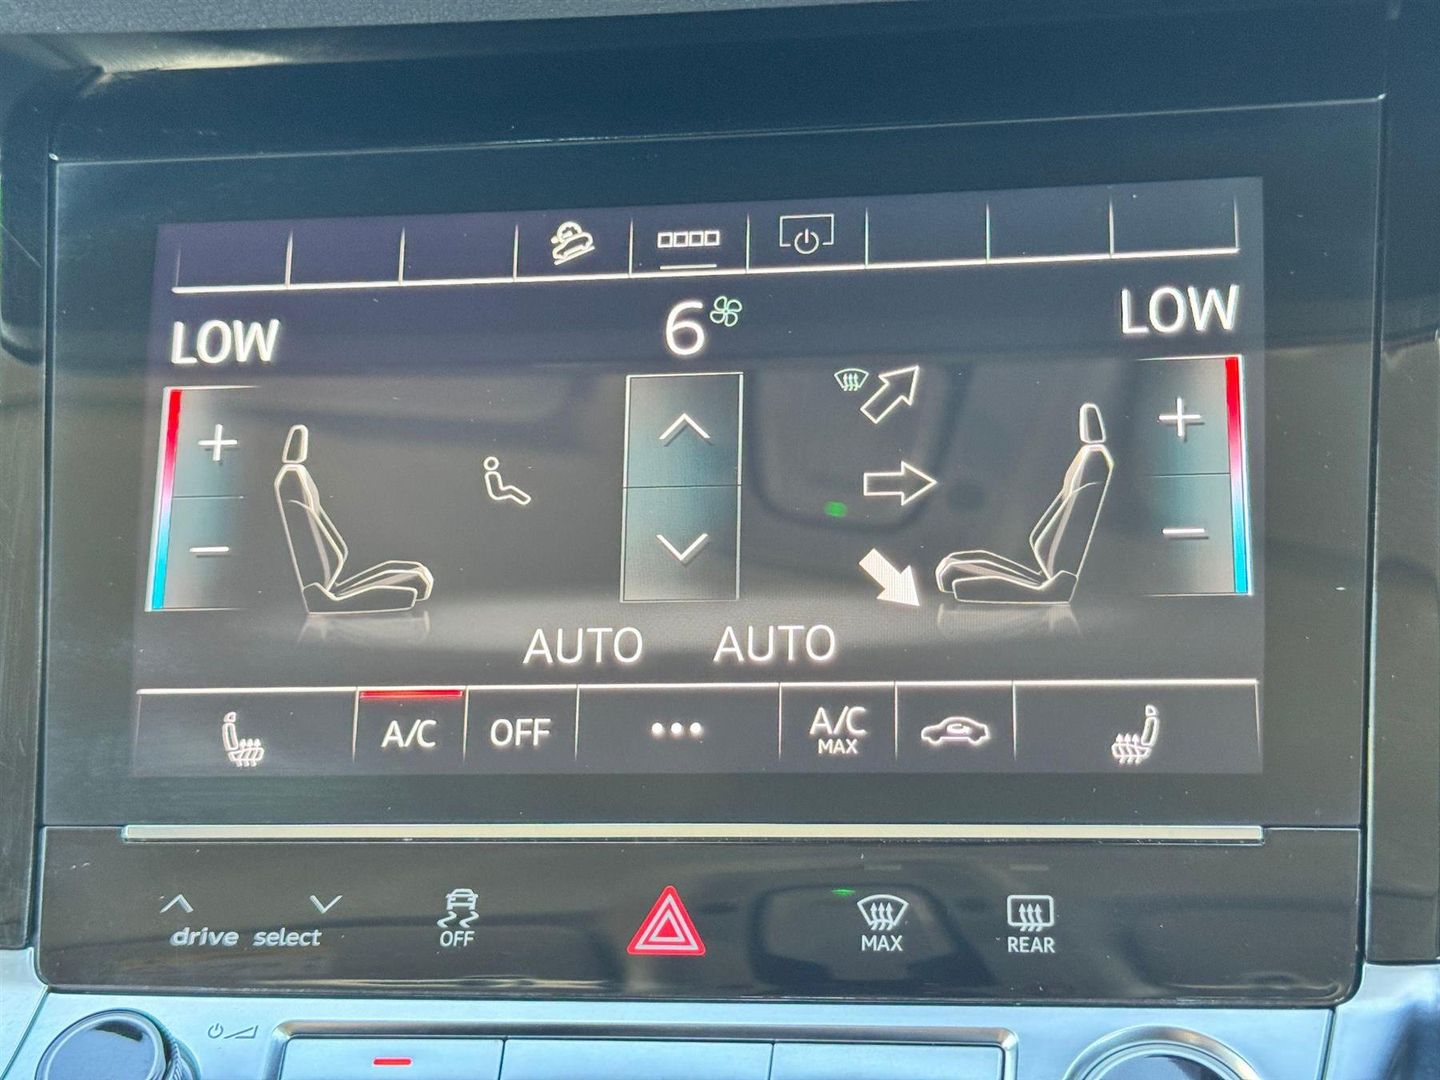 LOW
6
LOW
AUTO AUTO
A/C OFF A/C MAX
drive select
OFF
MAX
REAR